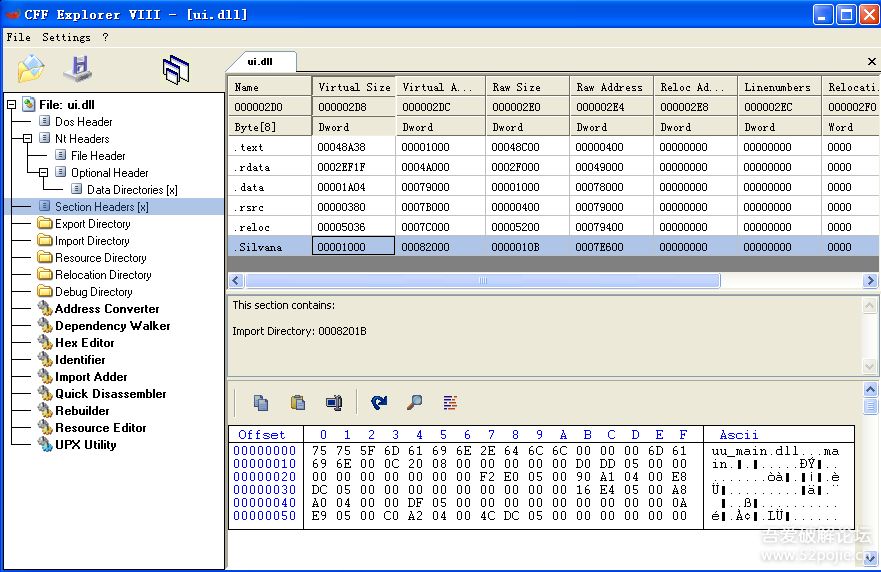 CFF Explorer VIII - [ui.dll]
File Settings ?
ui.dll
File: ui.dll
Dos Header
Nt Headers
File Header
Optional Header
Data Directories [x]
Section Headers [x]
Export Directory
Import Directory
Resource Directory
Relocation Directory
Debug Directory
Address Converter
Dependency Walker
Hex Editor
Identifier
Import Adder
Quick Disassembler
Rebuilder
Resource Editor
UPX Utility
Name Virtual Size Virtual A... Raw Size Raw Address Reloc Ad... Linenumbers Relocati.
000002D0 000002D8 000002DC 000002E0 000002E4 000002E8 000002EC 000002F0
Byte[8] Dword Dword Dword Dword Dword Dword Word
.text 00048A38 00001000 00048C00 00000400 00000000 00000000 0000
.rdata 0002EF1F 0004A000 0002F000 00049000 00000000 00000000 0000
.data 00001A04 00079000 00001000 00078000 00000000 00000000 0000
.rsrc 00000380 0007B000 00000400 00079000 00000000 00000000 0000
.reloc 00005036 0007C000 00005200 00079400 00000000 00000000 0000
.Silvana 00001000 00082000 0000010B 0007E600 00000000 00000000 0000
This section contains:
Import Directory: 0008201B
Offset 0 1 2 3 4 5 6 7 8 9 A B C D E F Ascii
00000000 75 75 5F 6D 61 69 6E 2E 64 6C 6C 00 00 00 6D 61 uu_main.dll...ma
00000010 69 6E 00 0C 20 08 00 00 00 00 00 D0 DD 05 00 00 in.▮.▮.....ÐÝ▮..
00000020 00 00 00 00 00 00 F2 E0 05 00 90 A1 04 00 E8 ........òà▮.▮¡▮.è
00000030 DC 05 00 00 00 00 00 00 00 00 16 E4 05 00 A8 Ü▮.........▮ä▮.¨
00000040 A0 04 00 00 DF 05 00 00 00 00 00 00 00 00 0A .▮..ß▮..........
00000050 E9 05 00 C0 A2 04 00 4C DC 05 00 00 00 00 00 00 é▮.À¢▮.LÜ▮......
吾爱破解论坛
www.52pojie.cn